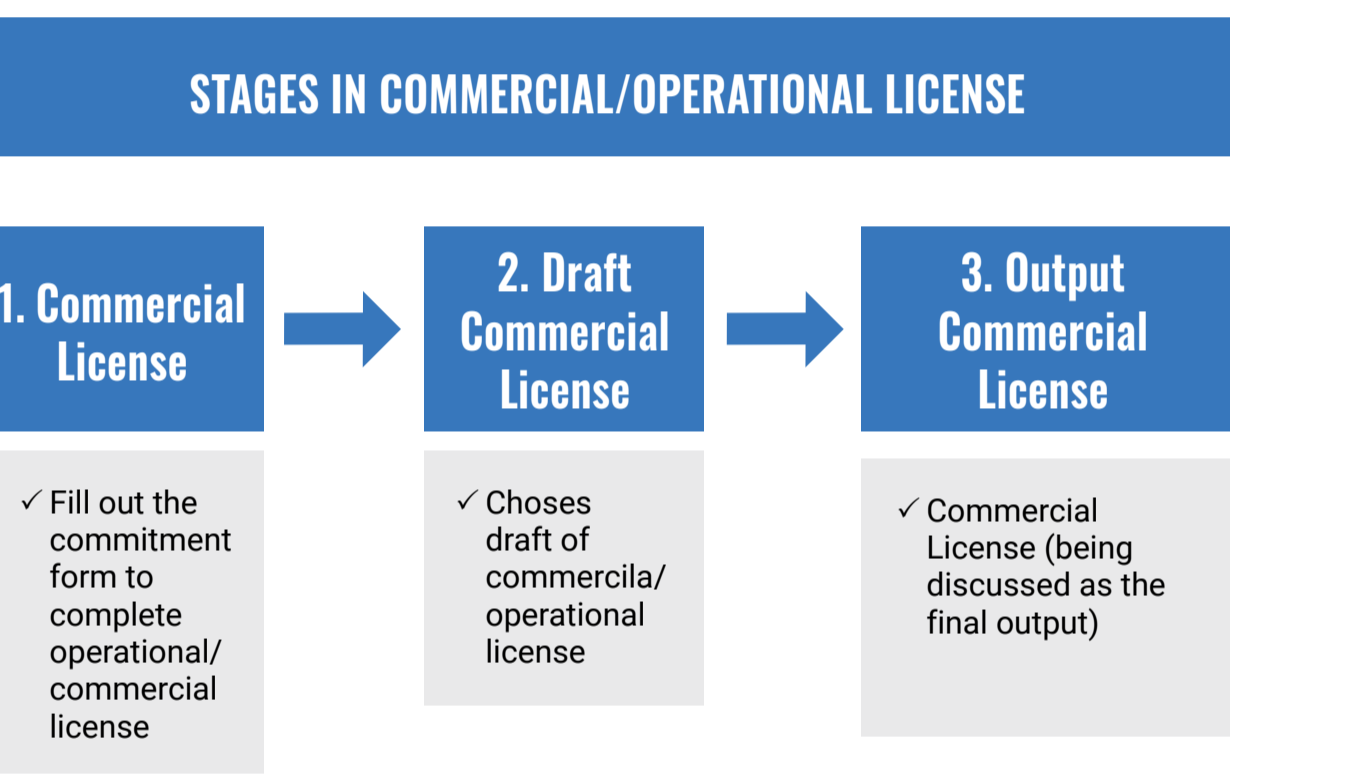 STAGES IN COMMERCIAL/OPERATIONAL LICENSE
1. Commercial
License
2. Draft
Commercial
License
3. Output
Commercial
License
✓ Fill out the
commitment
form to
complete
operational/
commercial
license
✓ Choses
draft of
commercila/
operational
license
✓ Commercial
License (being
discussed as the
final output)